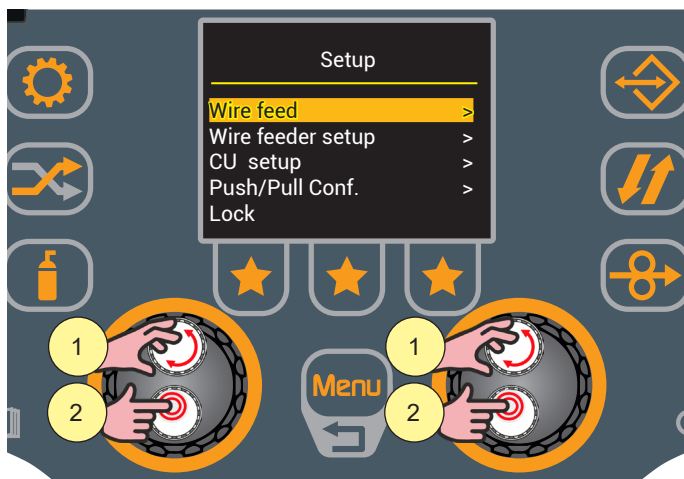 Setup
Wire feed >
Wire feeder setup >
CU setup >
Push/Pull Conf. >
Lock
1
1
2
Menu
2